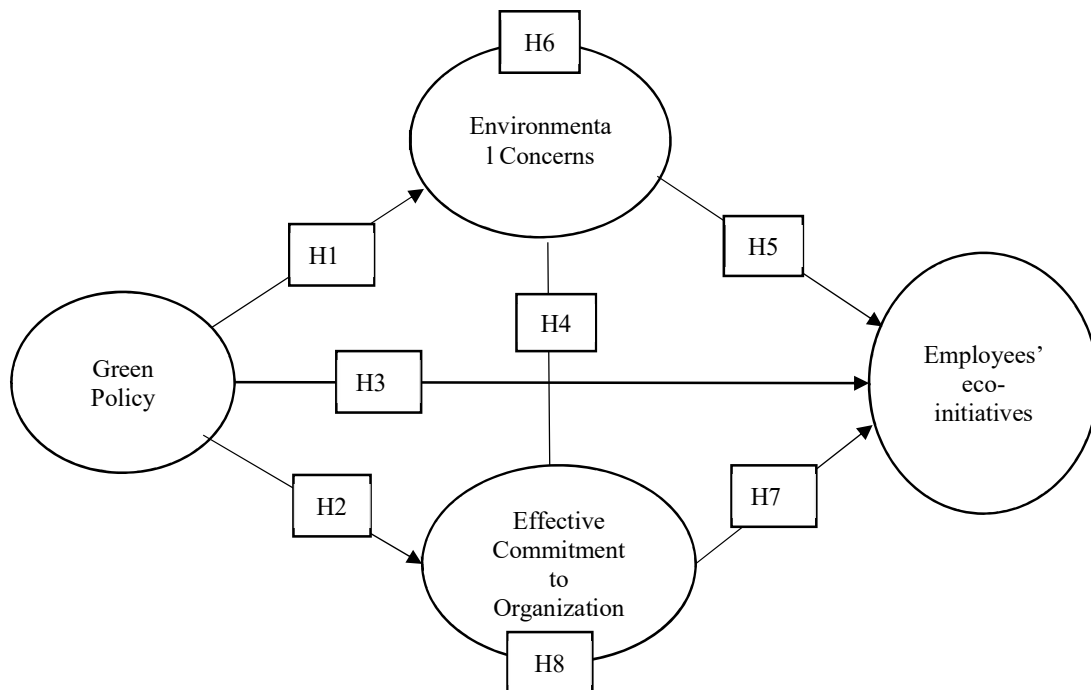 H6
Environmenta
l Concerns
H1
H5
H4
Green
Policy
H3
Employees’
eco-
initiatives
H2
H7
Effective
Commitment
to
Organization
H8